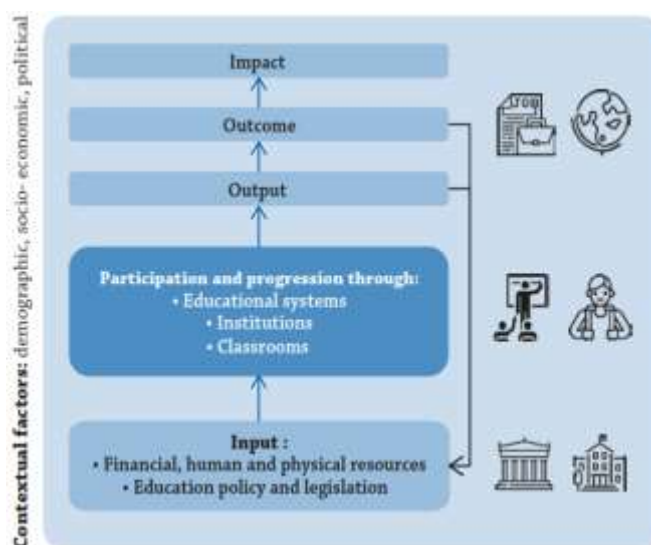 Contextual factors: demographic, socio- economic, political
Impact
Outcome
Output
Participation and progression through:
• Educational systems
• Institutions
• Classrooms
Input :
• Financial, human and physical resources
• Education policy and legislation